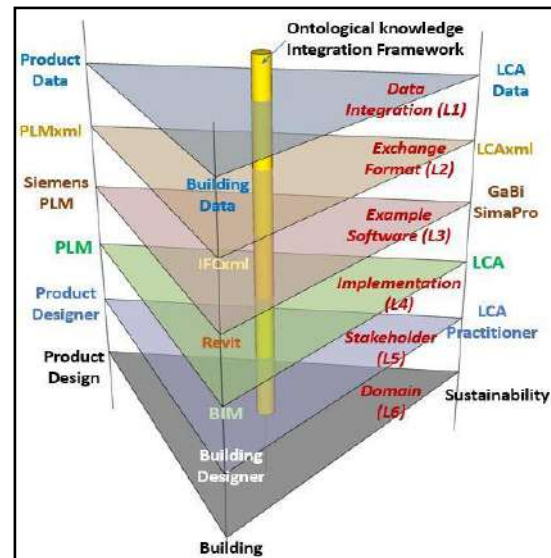 Ontological knowledge
Integration Framework
Product
Data
LCA
Data
Data
Integration (L1)
PLMxml
Exchange
Format (L2)
LCAxml
Siemens
PLM
Building
Data
GaBi
SimaPro
Example
Software (L3)
PLM
IFCxml
LCA
Implementation
(L4)
Product
Designer
LCA
Practitioner
Revit
Stakeholder
(L5)
Product
Design
Sustainability
Domain
(L6)
BIM
Building
Designer
Building